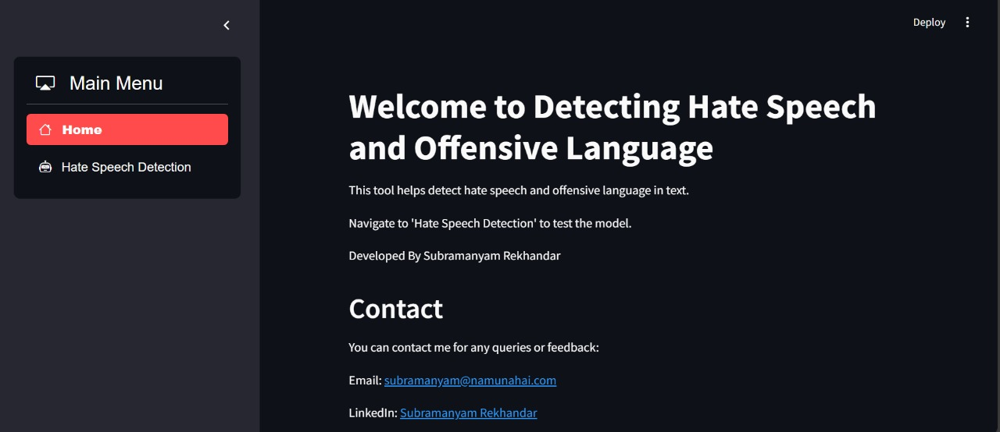 Deploy
Main Menu
Home
Hate Speech Detection
Welcome to Detecting Hate Speech
and Offensive Language
This tool helps detect hate speech and offensive language in text.
Navigate to 'Hate Speech Detection' to test the model.
Developed By Subramanyam Rekhandar
Contact
You can contact me for any queries or feedback:
Email: subramanyam@namunahai.com
LinkedIn: Subramanyam Rekhandar